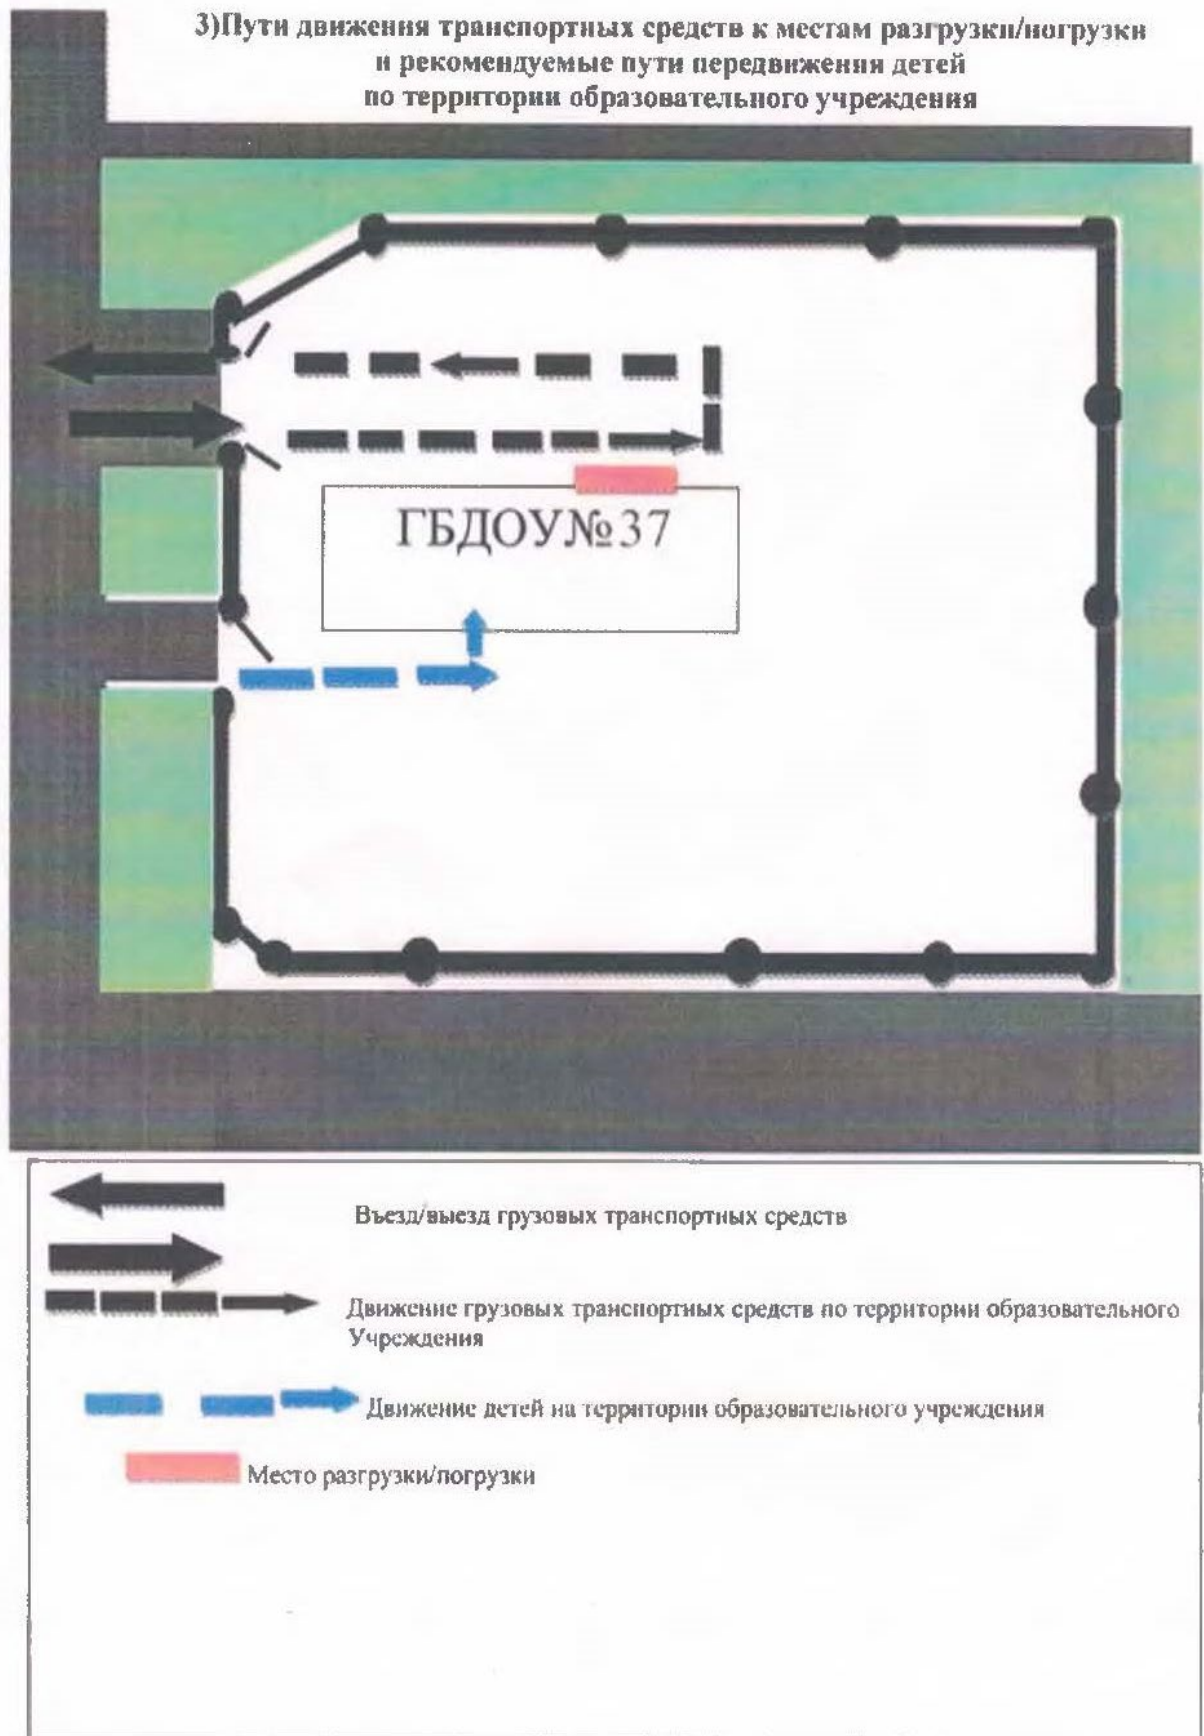 3)Пути движения транспортных средств к местам разгрузки/погрузки
и рекомендуемые пути передвижения детей
по территории образовательного учреждения
ГБДОУ№37
Въезд/выезд грузовых транспортных средств
Движение грузовых транспортных средств по территории образовательного
Учреждения
Движение детей на территории образовательного учреждения
Место разгрузки/погрузки